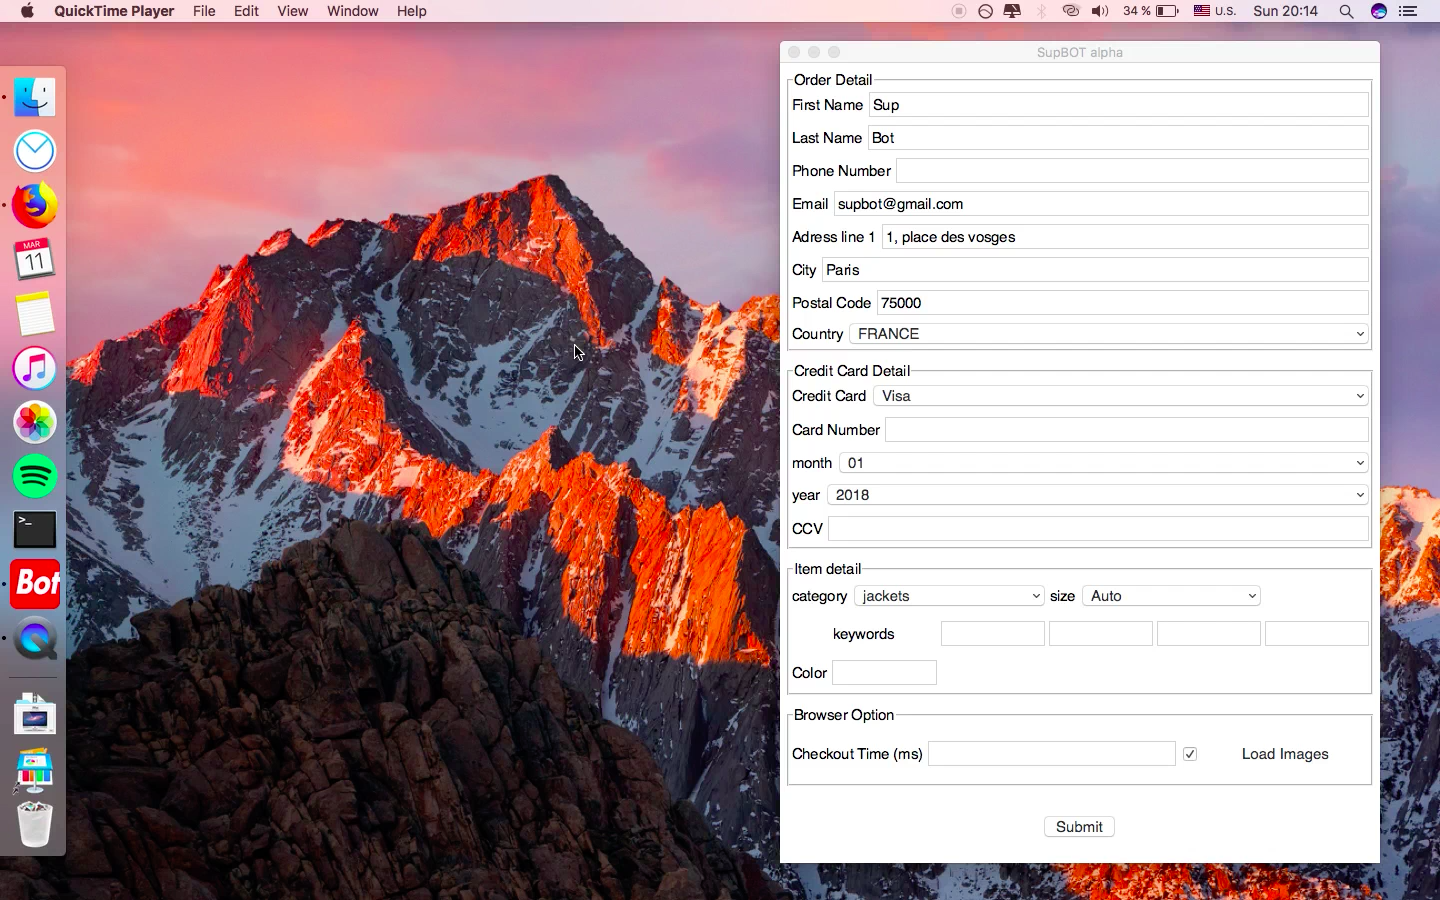 QuickTime Player File Edit View Window Help 34 % U.S. Sun 20:14
SupBOT alpha
Order Detail
First Name Sup
Last Name Bot
Phone Number
Email supbot@gmail.com
Adress line 1 1, place des vosges
City Paris
Postal Code 75000
Country FRANCE
Credit Card Detail
Credit Card Visa
Card Number
month 01
year 2018
CCV
Item detail
category jackets size Auto
keywords
Color
Browser Option
Checkout Time (ms) Load Images
Submit
MAR
11
>_
Bot